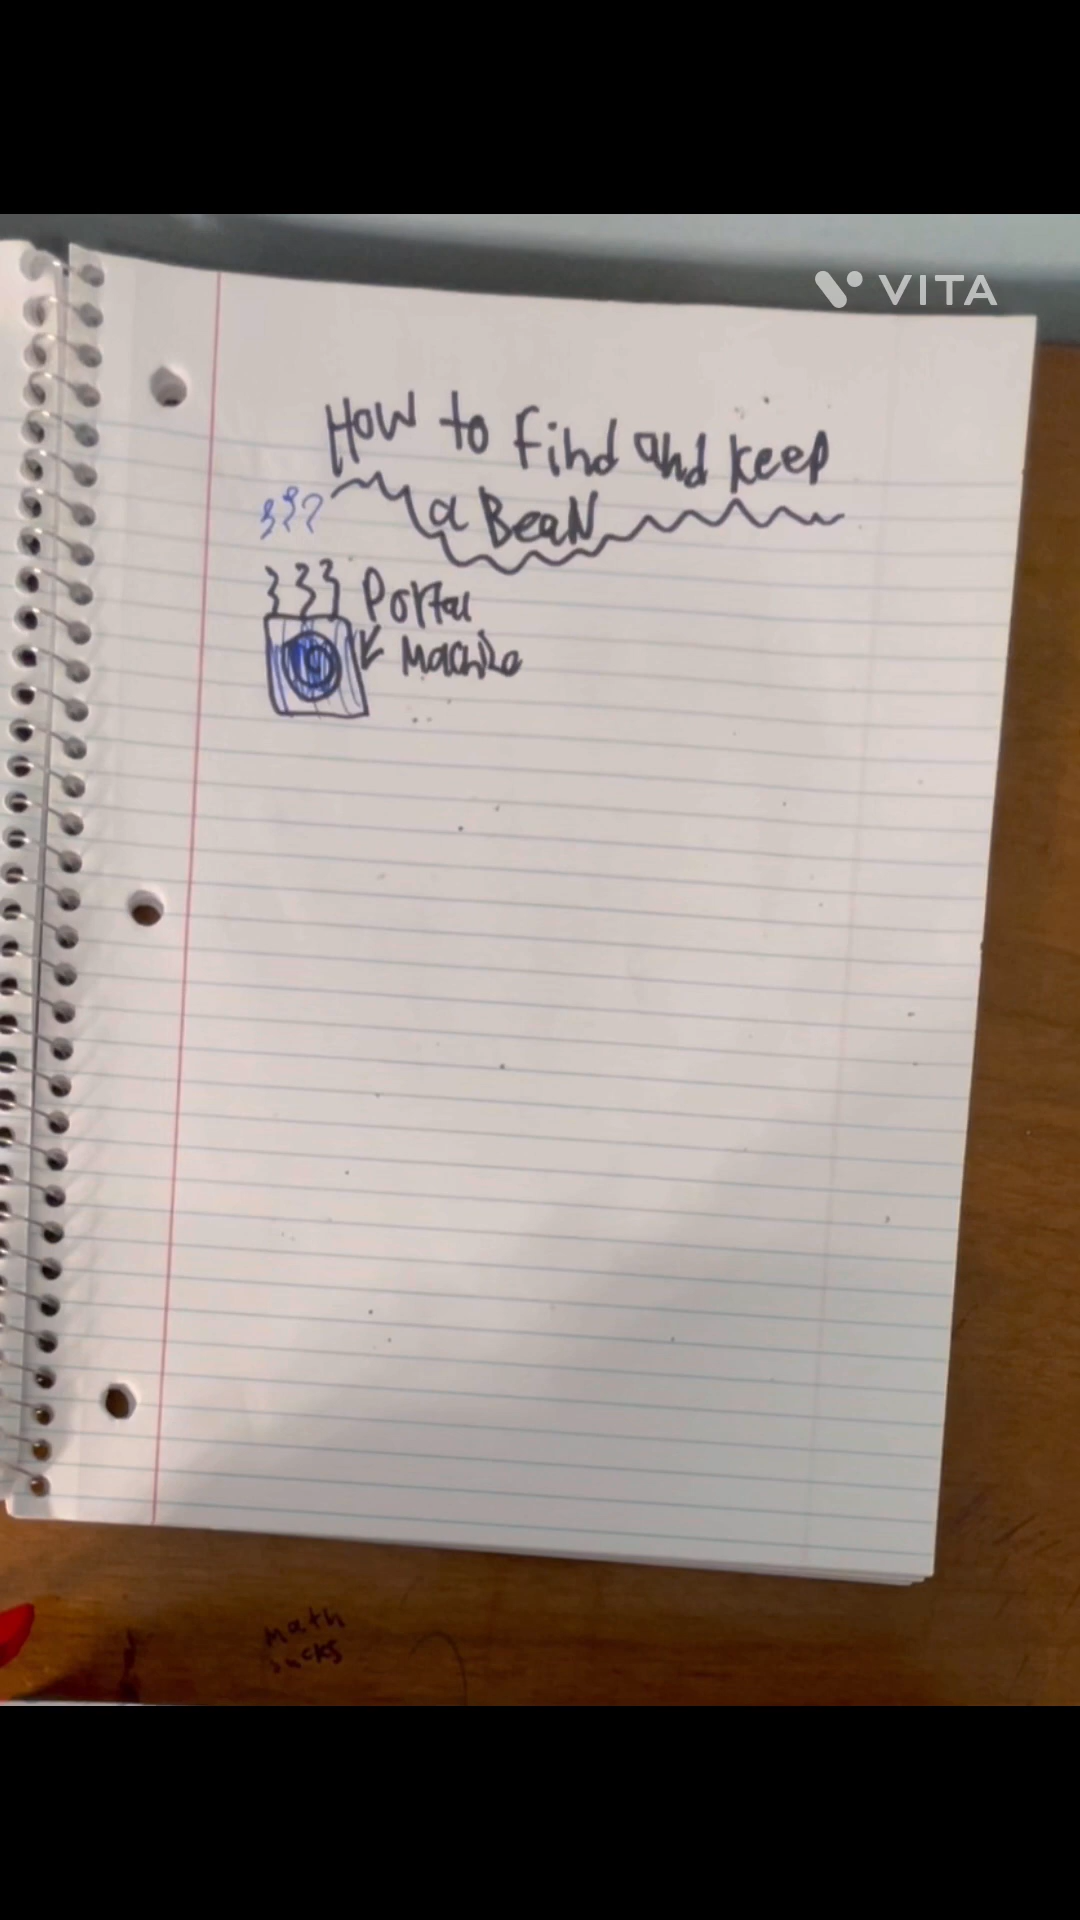 VITA
How to find and keep
a BeaN
Portal
Machine
math
sucks